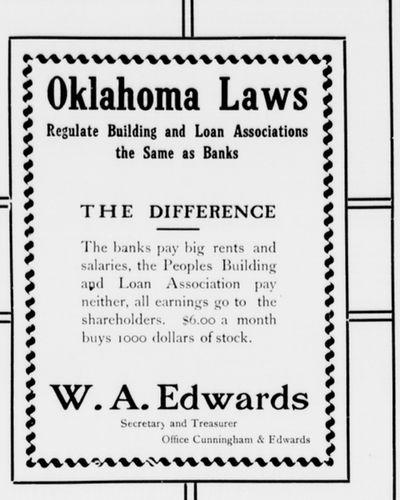 Oklahoma Laws
Regulate Building and Loan Associations
the Same as Banks
THE DIFFERENCE
The banks pay big rents and
salaries, the Peoples Building
and Loan Association pay
neither, all earnings go to the
shareholders. $6.00 a month
buys 1000 dollars of stock.
W. A. Edwards
Secretary and Treasurer
Office Cunningham & Edwards